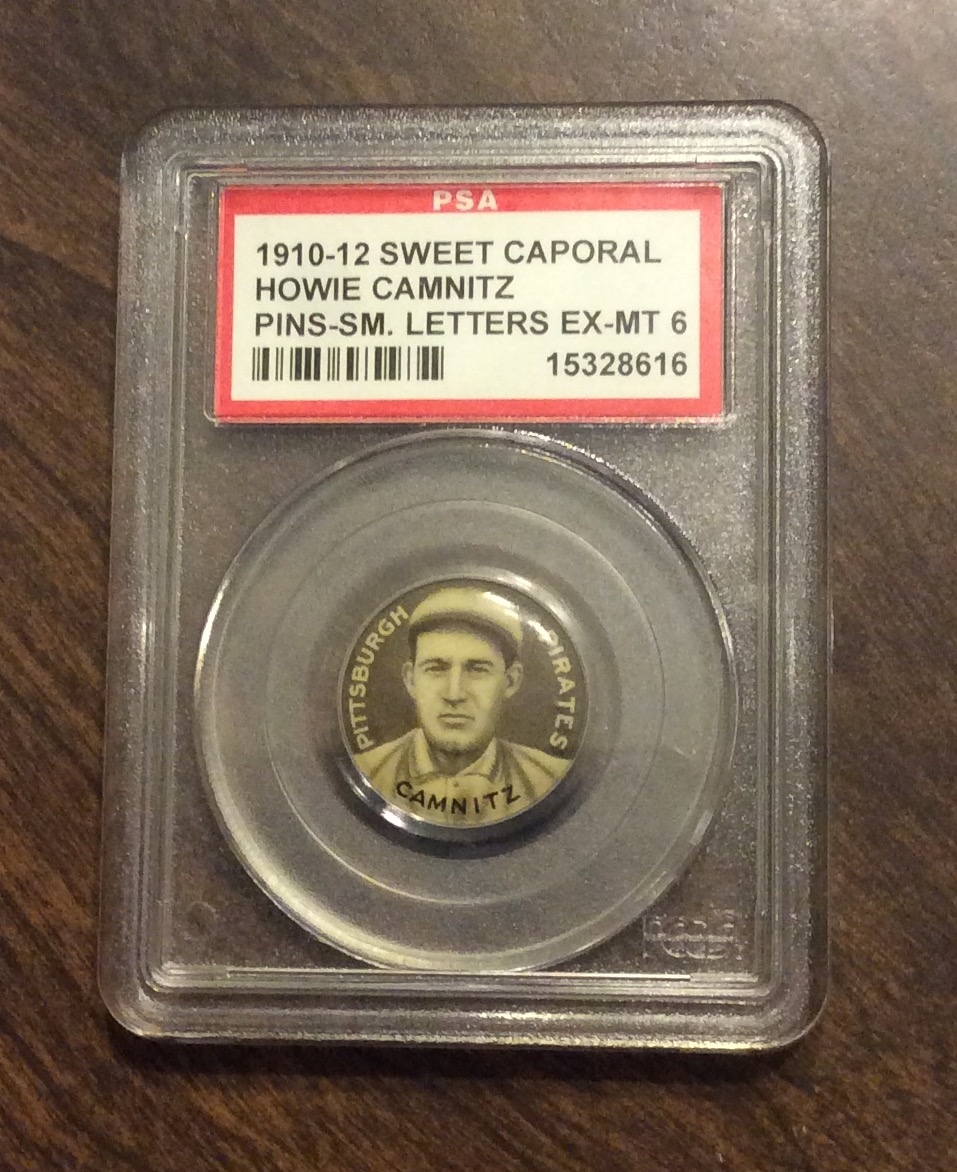 PSA
1910-12 SWEET CAPORAL
HOWIE CAMNITZ
PINS-SM. LETTERS EX-MT 6
15328616
PITTSBURGH
PIRATES
CAMNITZ